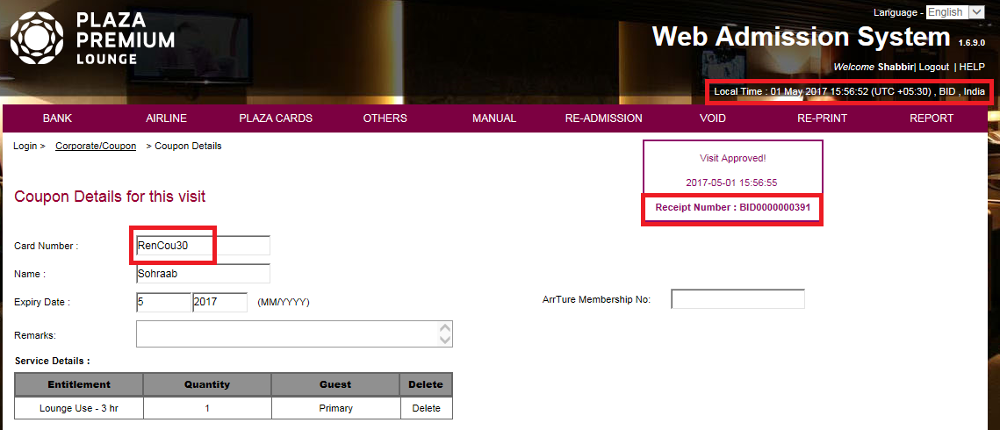 PLAZA
PREMIUM
LOUNGE
Language - English
Web Admission System 1.6.9.0
Welcome Shabbir| Logout | HELP
Local Time : 01 May 2017 15:56:52 (UTC +05:30) , BID , India
BANK AIRLINE PLAZA CARDS OTHERS MANUAL RE-ADMISSION VOID RE-PRINT REPORT
Login > Corporate/Coupon > Coupon Details
Visit Approved!
2017-05-01 15:56:55
Receipt Number : BID0000000391
Coupon Details for this visit
Card Number : RenCou30
Name : Sohraab
Expiry Date : 5 2017 (MM/YYYY) ArrTure Membership No:
Remarks:
Service Details :
Entitlement Quantity Guest Delete
Lounge Use - 3 hr 1 Primary Delete